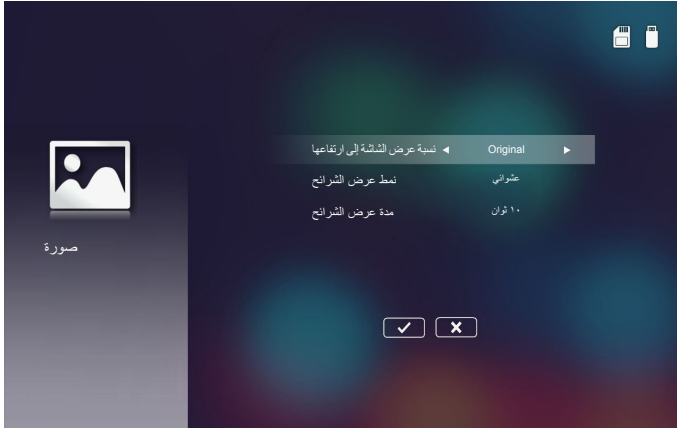 نسبة عرض الشاشة إلى ارتفاعها Original
نمط عرض الشرائح عشوائي
مدة عرض الشرائح ١٠ ثوان
صورة